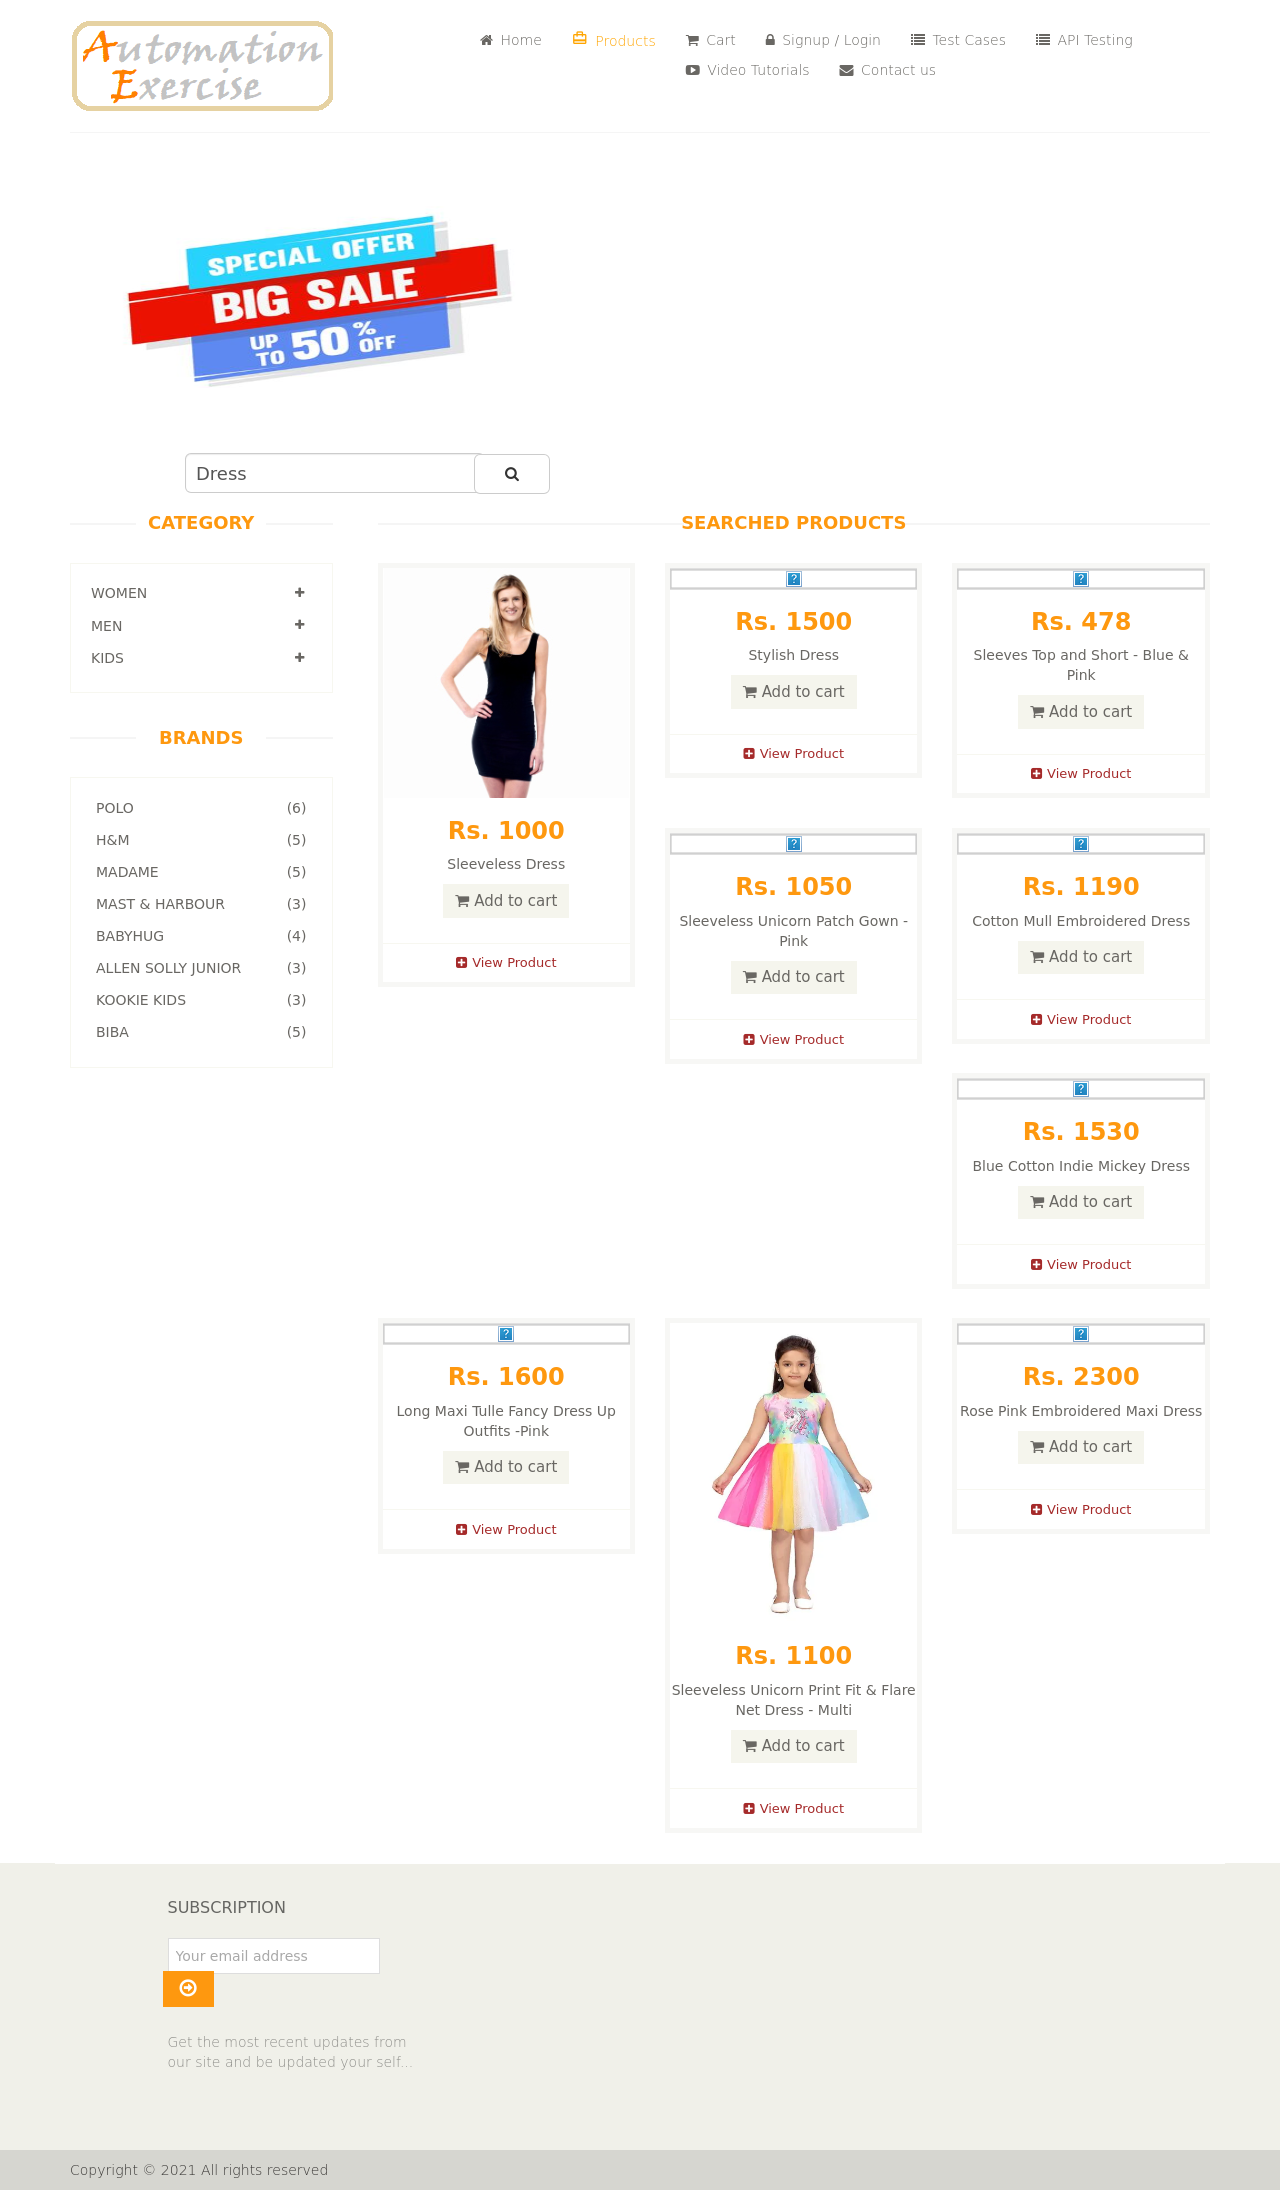 Automation
Exercise
Home
Products
Cart
Signup / Login
Test Cases
API Testing
Video Tutorials
Contact us
SPECIAL OFFER
BIG SALE
UP TO 50% OFF
Dress
CATEGORY
WOMEN
MEN
KIDS
BRANDS
POLO (6)
H&M (5)
MADAME (5)
MAST & HARBOUR (3)
BABYHUG (4)
ALLEN SOLLY JUNIOR (3)
KOOKIE KIDS (3)
BIBA (5)
SEARCHED PRODUCTS
Rs. 1000
Sleeveless Dress
Add to cart
View Product
Rs. 1500
Stylish Dress
Add to cart
View Product
Rs. 478
Sleeves Top and Short - Blue &
Pink
Add to cart
View Product
Rs. 1050
Sleeveless Unicorn Patch Gown -
Pink
Add to cart
View Product
Rs. 1190
Cotton Mull Embroidered Dress
Add to cart
View Product
Rs. 1530
Blue Cotton Indie Mickey Dress
Add to cart
View Product
Rs. 1600
Long Maxi Tulle Fancy Dress Up
Outfits -Pink
Add to cart
View Product
Rs. 1100
Sleeveless Unicorn Print Fit & Flare
Net Dress - Multi
Add to cart
View Product
Rs. 2300
Rose Pink Embroidered Maxi Dress
Add to cart
View Product
SUBSCRIPTION
Your email address
Get the most recent updates from
our site and be updated your self...
Copyright © 2021 All rights reserved